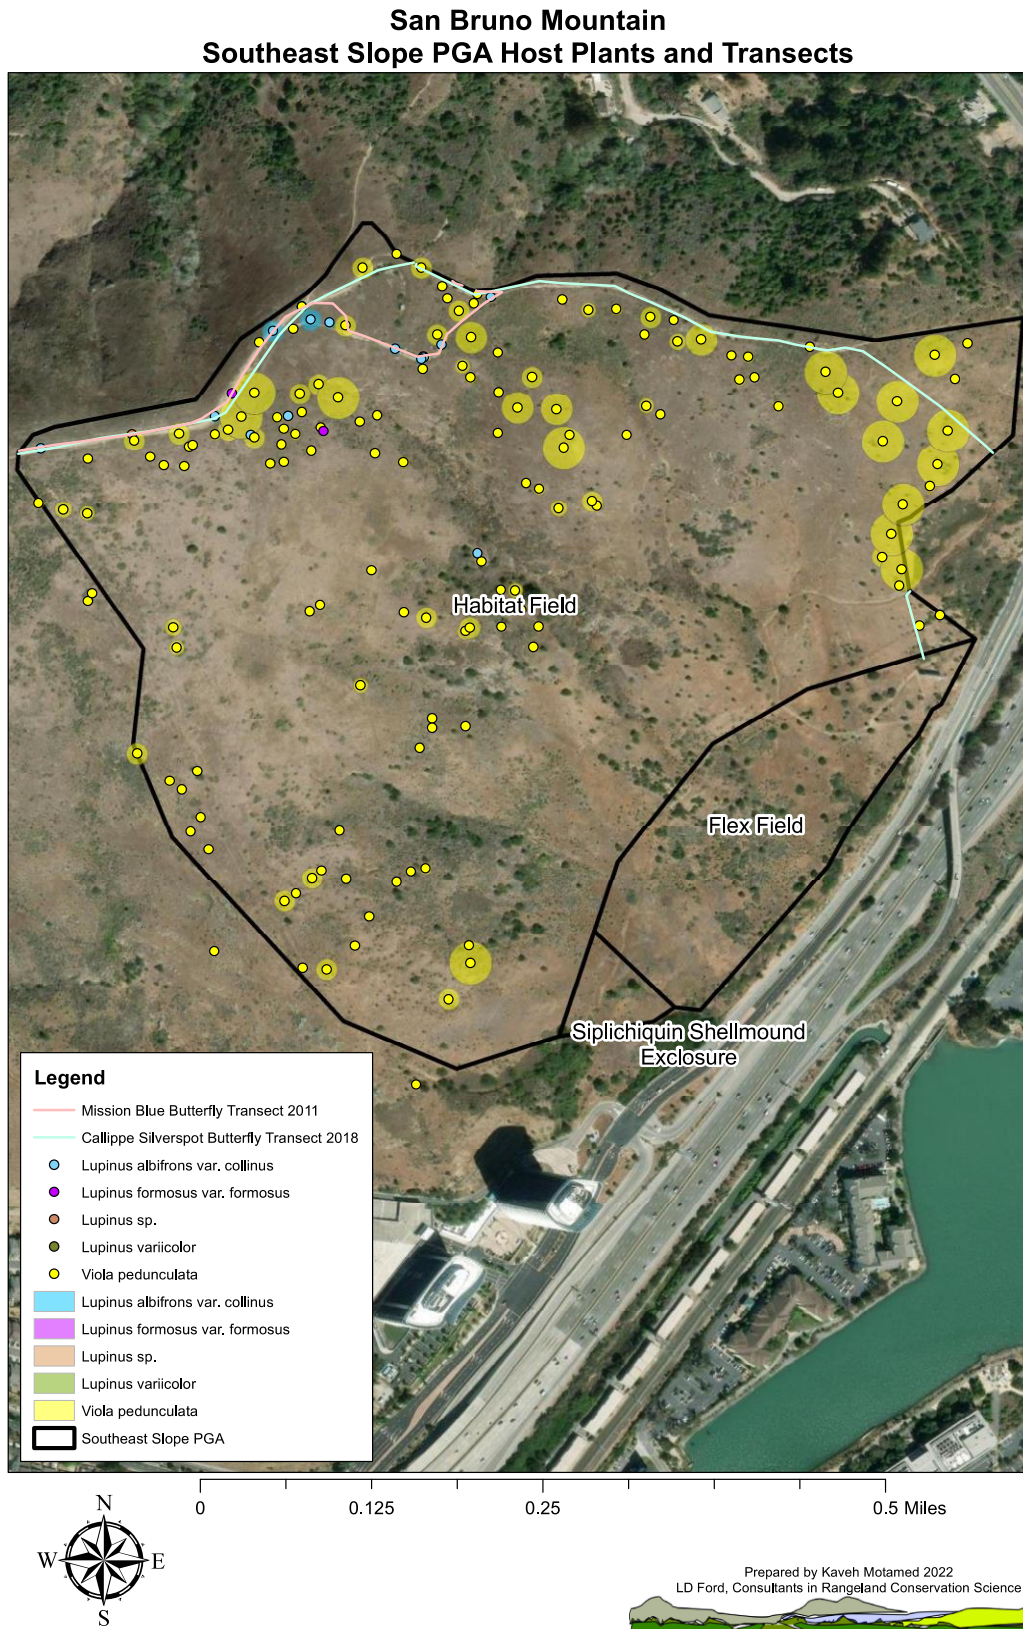 San Bruno Mountain
Southeast Slope PGA Host Plants and Transects
Habitat Field
Flex Field
Siplichiquin Shellmound
Exclosure
Legend
Mission Blue Butterfly Transect 2011
Callippe Silverspot Butterfly Transect 2018
Lupinus albifrons var. collinus
Lupinus formosus var. formosus
Lupinus sp.
Lupinus variicolor
Viola pedunculata
Lupinus albifrons var. collinus
Lupinus formosus var. formosus
Lupinus sp.
Lupinus variicolor
Viola pedunculata
Southeast Slope PGA
0 0.125 0.25 0.5 Miles
N
W E
S
Prepared by Kaveh Motamed 2022
LD Ford, Consultants in Rangeland Conservation Science